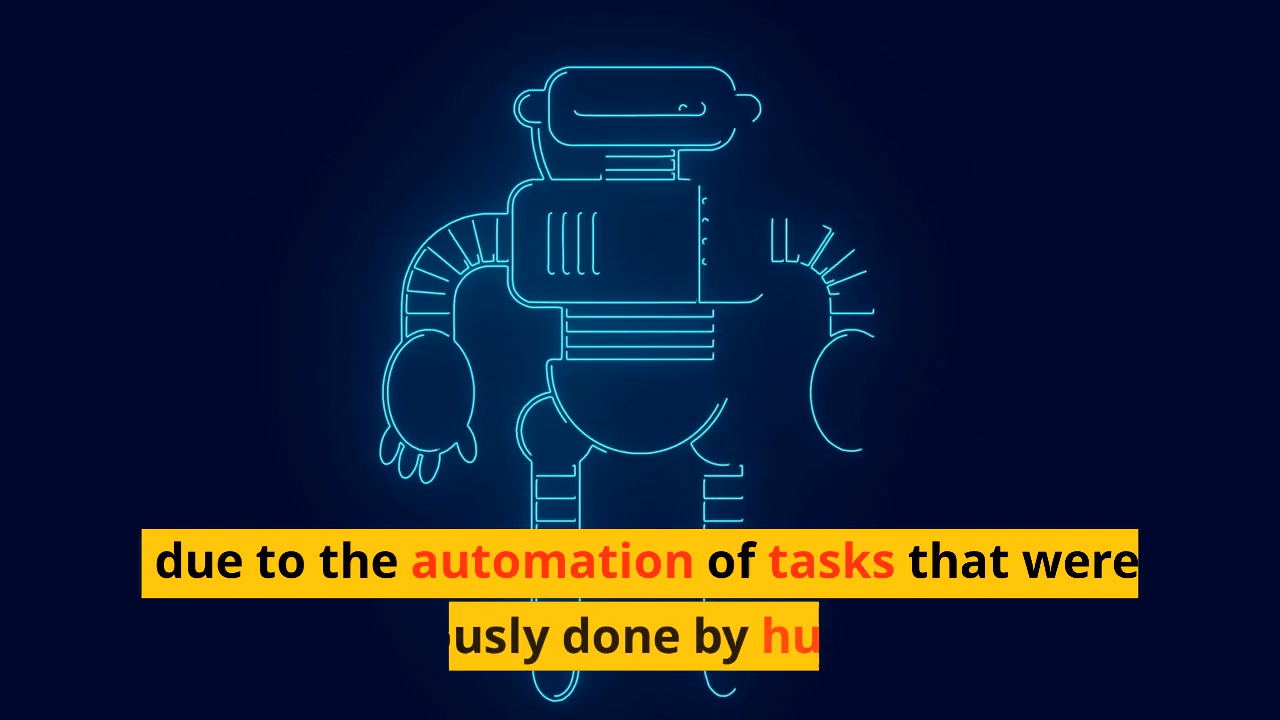 due to the automation of tasks that were
usly done by hu